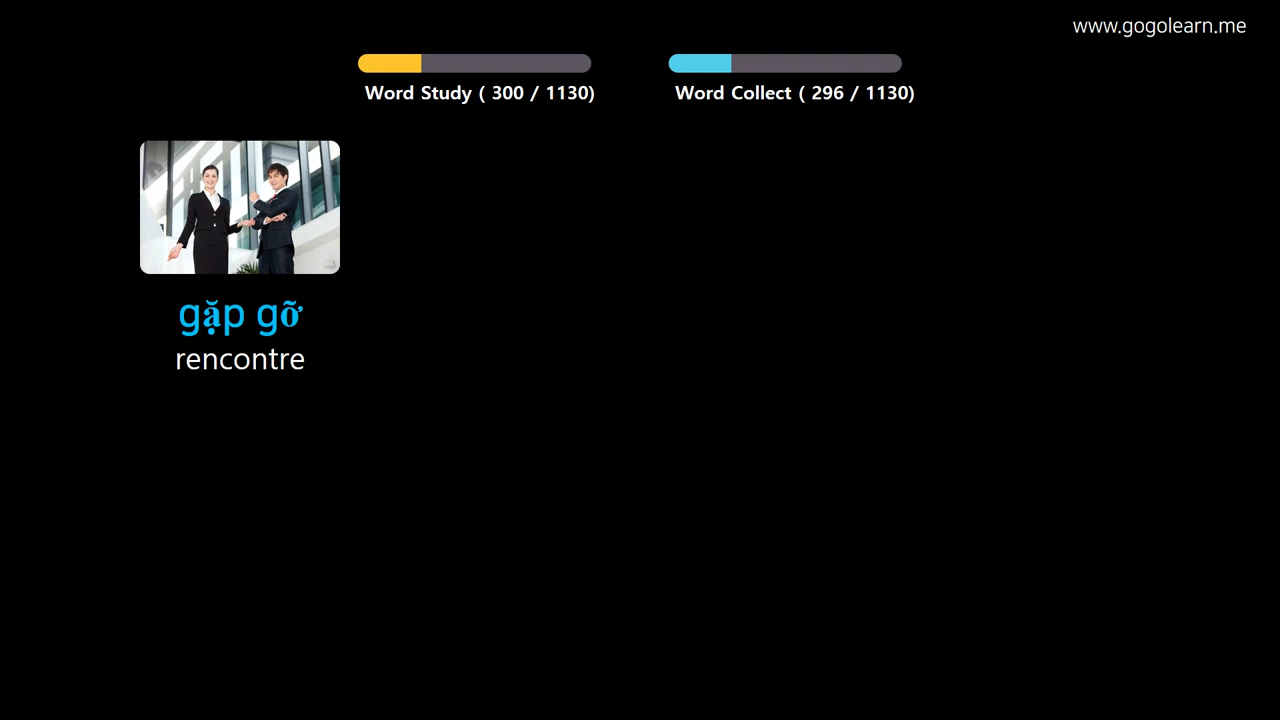 www.gogolearn.me
Word Study ( 300 / 1130)
Word Collect ( 296 / 1130)
gặp gỡ
rencontre